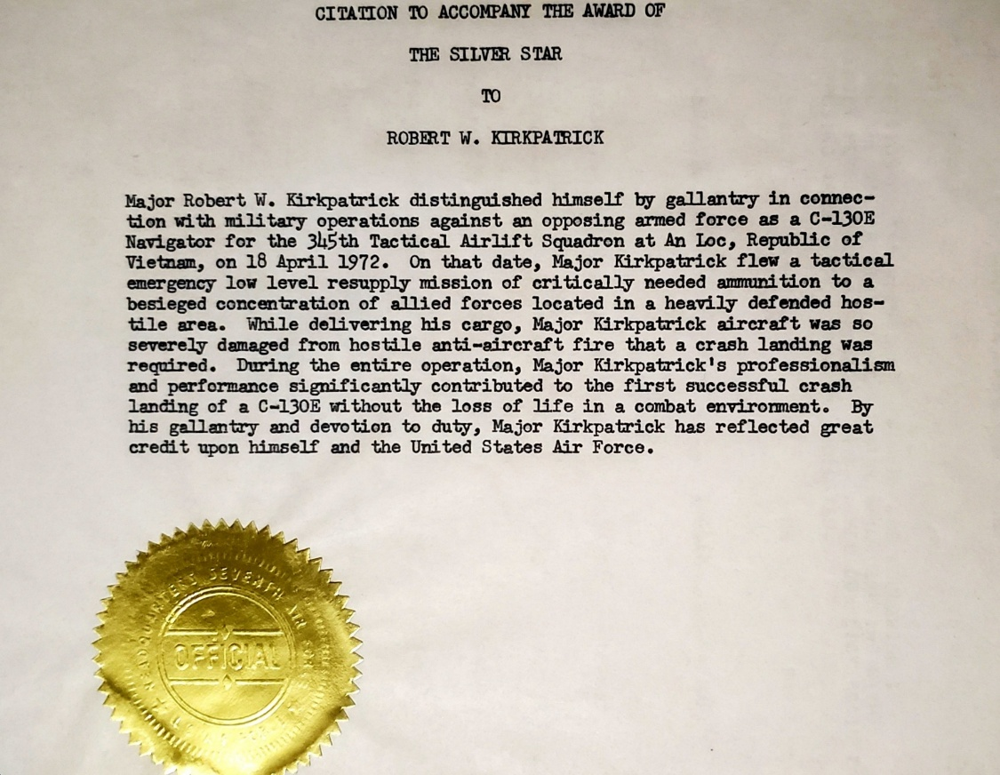 CITATION TO ACCOMPANY THE AWARD OF
THE SILVER STAR
TO
ROBERT W. KIRKPATRICK
Major Robert W. Kirkpatrick distinguished himself by gallantry in connec-
tion with military operations against an opposing armed force as a C-130E
Navigator for the 345th Tactical Airlift Squadron at An Loc, Republic of
Vietnam, on 18 April 1972. On that date, Major Kirkpatrick flew a tactical
emergency low level resupply mission of critically needed ammunition to a
besieged concentration of allied forces located in a heavily defended hos-
tile area. While delivering his cargo, Major Kirkpatrick aircraft was so
severely damaged from hostile anti-aircraft fire that a crash landing was
required. During the entire operation, Major Kirkpatrick's professionalism
and performance significantly contributed to the first successful crash
landing of a C-130E without the loss of life in a combat environment. By
his gallantry and devotion to duty, Major Kirkpatrick has reflected great
credit upon himself and the United States Air Force.
HEADQUARTERS SEVENTH AIR
OFFICIAL